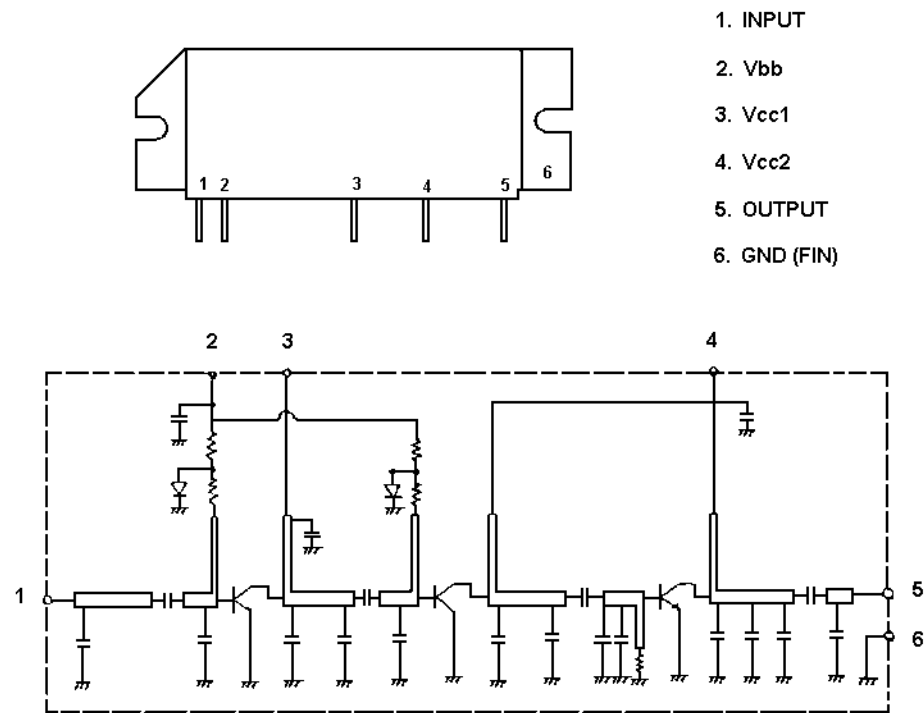 1. INPUT
2. Vbb
3. Vcc1
4. Vcc2
5. OUTPUT
6. GND (FIN)
1 2 3 4 5 6
2 3 4
1 5
6